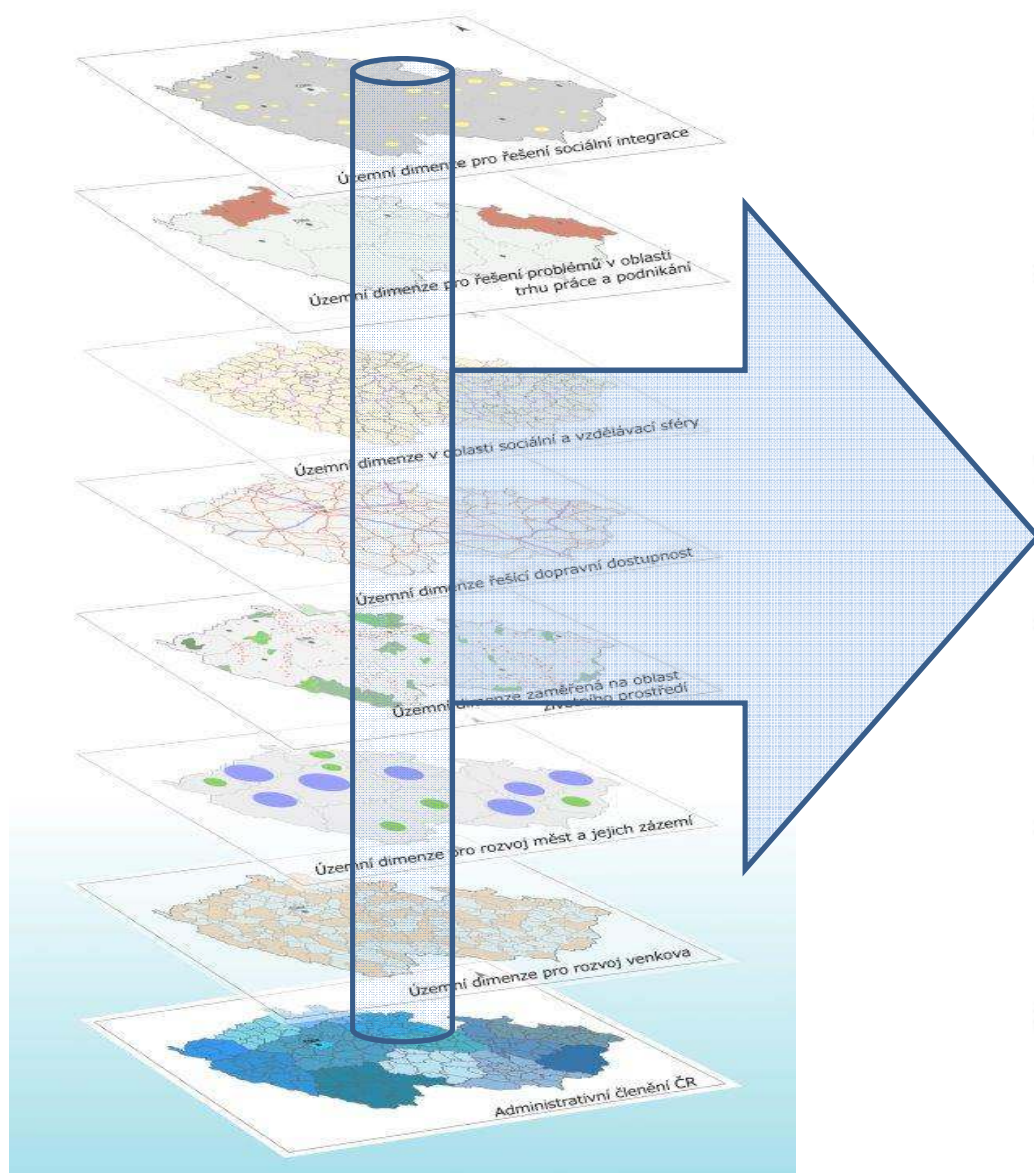 Územní dimenze pro řešení sociální integrace
Územní dimenze pro řešení problémů v oblasti
trhu práce a podnikání
Územní dimenze v oblasti sociální a vzdělávací sféry
Územní dimenze řešící dopravní dostupnost
Územní dimenze zaměřená na oblast
životního prostředí
Územní dimenze pro rozvoj měst a jejich zázemí
Územní dimenze pro rozvoj venkova
Administrativní členění ČR